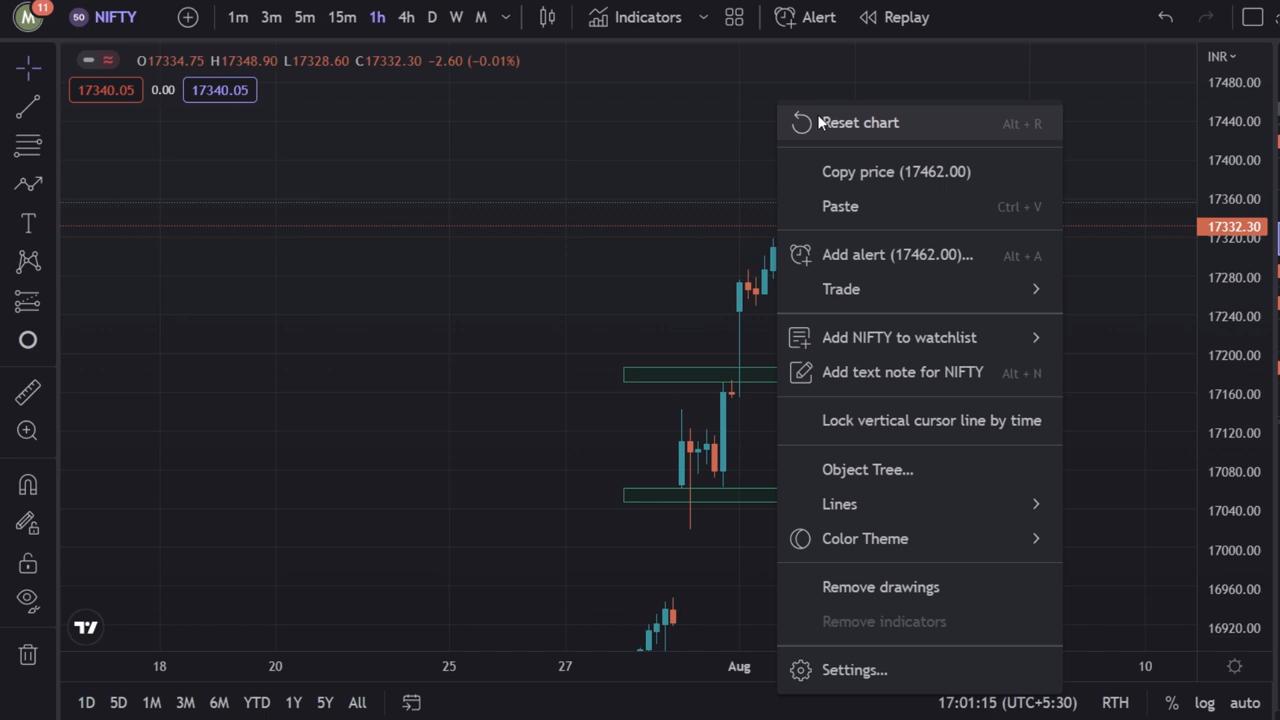 M
11
50 NIFTY
1m 3m 5m 15m 1h 4h D W M
Indicators
Alert
Replay
O17334.75 H17348.90 L17328.60 C17332.30 -2.60 (-0.01%)
INR
17340.05 0.00 17340.05
17480.00
17440.00
17400.00
17360.00
17332.30
17320.00
17280.00
17240.00
17200.00
17160.00
17120.00
17080.00
17040.00
17000.00
16960.00
16920.00
Reset chart Alt + R
Copy price (17462.00)
Paste Ctrl + V
Add alert (17462.00)... Alt + A
Trade
Add NIFTY to watchlist
Add text note for NIFTY Alt + N
Lock vertical cursor line by time
Object Tree...
Lines
Color Theme
Remove drawings
Remove indicators
Settings...
T
18 20 25 27 Aug 10
1D 5D 1M 3M 6M YTD 1Y 5Y All
17:01:15 (UTC+5:30) RTH % log auto